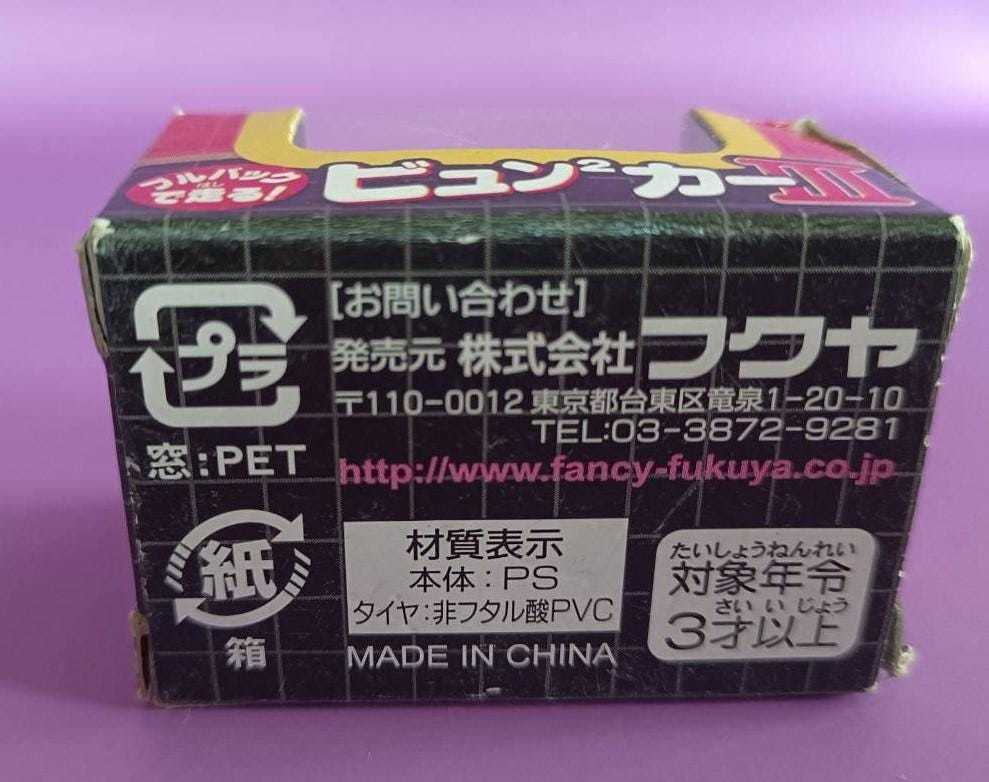 プルバック
で走る!
はし
ビュン²カーIII
プラ
窓:PET
[お問い合わせ]
発売元 株式会社フクヤ
〒110-0012 東京都台東区竜泉1-20-10
TEL:03-3872-9281
http://www.fancy-fukuya.co.jp
紙
箱
材質表示
本体:PS
タイヤ:非フタル酸PVC
MADE IN CHINA
たいしょうねんれい
対象年令
さい い じょう
3才以上